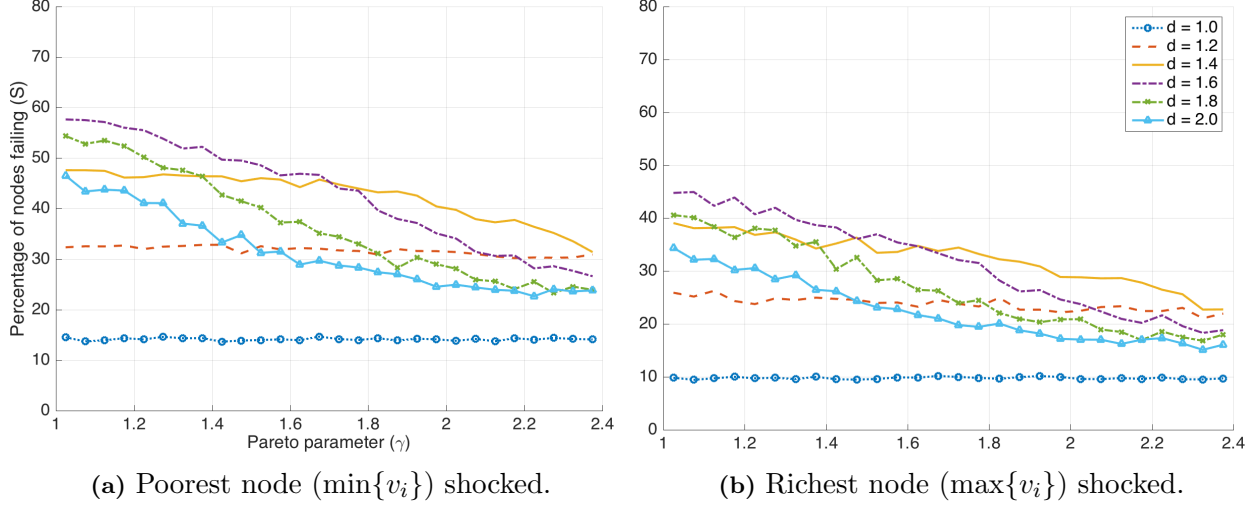 80
70
60
50
40
30
20
10
0
Percentage of nodes failing (S)
1 1.2 1.4 1.6 1.8 2 2.2 2.4
Pareto parameter (γ)
(a) Poorest node (min{v_i}) shocked.
80
70
60
50
40
30
20
10
0
1 1.2 1.4 1.6 1.8 2 2.2 2.4
d = 1.0
d = 1.2
d = 1.4
d = 1.6
d = 1.8
d = 2.0
(b) Richest node (max{v_i}) shocked.